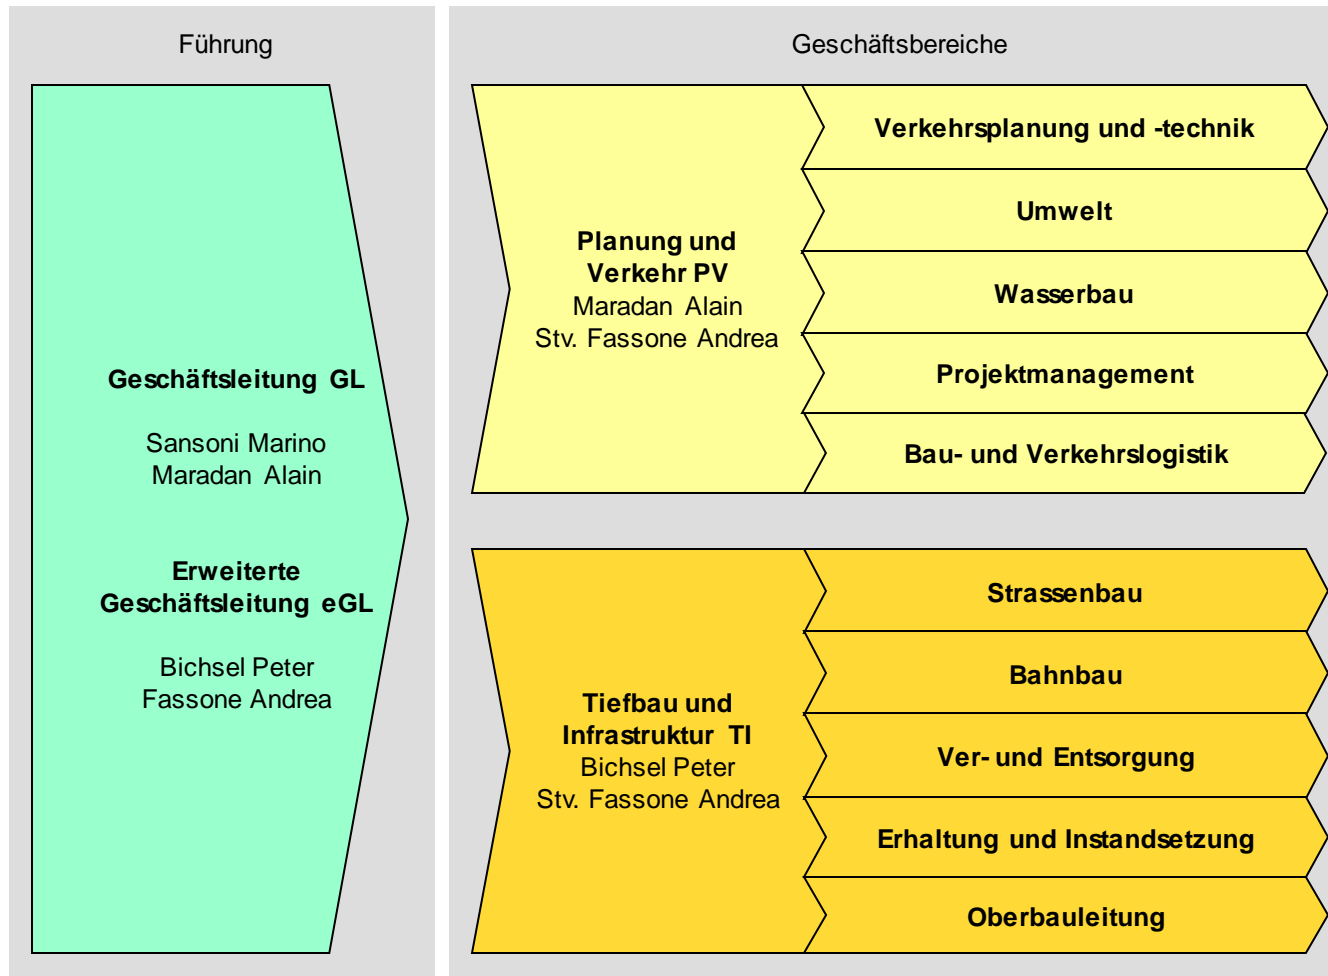 Führung
Geschäftsleitung GL
Sansoni Marino
Maradan Alain
Erweiterte
Geschäftsleitung eGL
Bichsel Peter
Fassone Andrea
Geschäftsbereiche
Planung und
Verkehr PV
Maradan Alain
Stv. Fassone Andrea
Verkehrsplanung und -technik
Umwelt
Wasserbau
Projektmanagement
Bau- und Verkehrslogistik
Tiefbau und
Infrastruktur TI
Bichsel Peter
Stv. Fassone Andrea
Strassenbau
Bahnbau
Ver- und Entsorgung
Erhaltung und Instandsetzung
Oberbauleitung